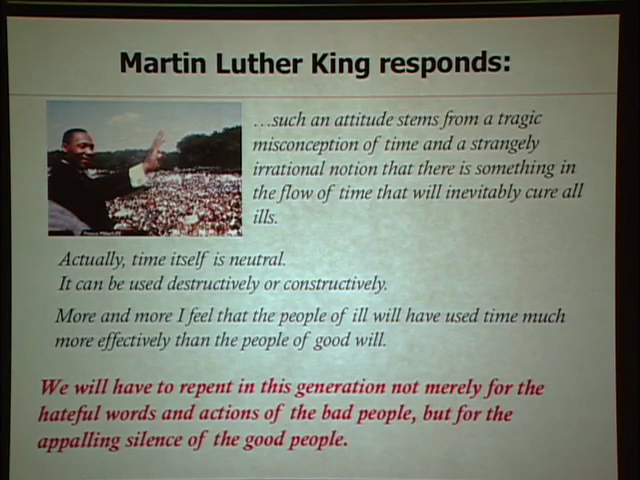 Martin Luther King responds:
...such an attitude stems from a tragic
misconception of time and a strangely
irrational notion that there is something in
the flow of time that will inevitably cure all
ills.
Actually, time itself is neutral.
It can be used destructively or constructively.
More and more I feel that the people of ill will have used time much
more effectively than the people of good will.
We will have to repent in this generation not merely for the
hateful words and actions of the bad people, but for the
appalling silence of the good people.